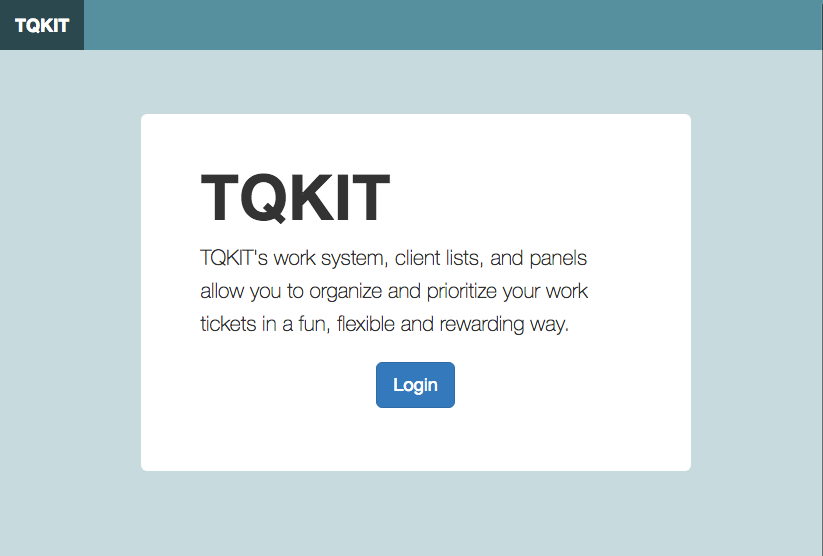 TQKIT
TQKIT
TQKIT's work system, client lists, and panels
allow you to organize and prioritize your work
tickets in a fun, flexible and rewarding way.
Login